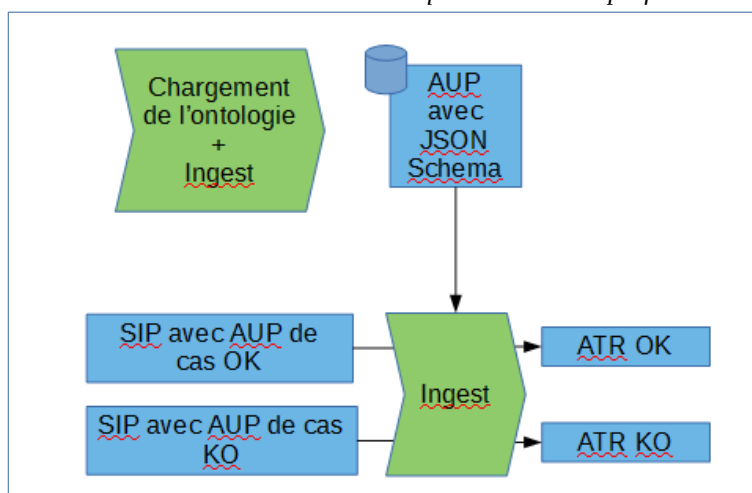 Chargement
de l’ontologie
+
Ingest
AUP
avec
JSON
Schema
SIP avec AUP de
cas OK
ATR OK
Ingest
SIP avec AUP de cas
KO
ATR KO